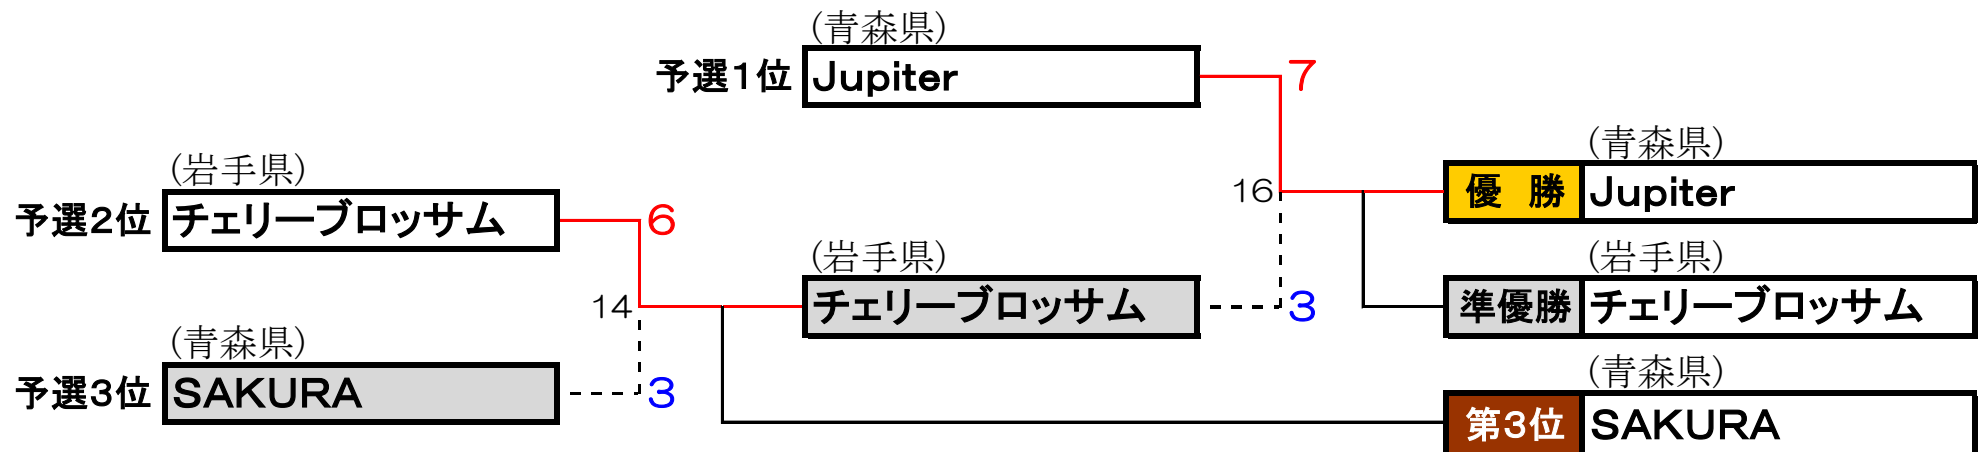 (青森県)
予選1位 Jupiter 7
(青森県)
(岩手県)
16 優 勝 Jupiter
予選2位 チェリーブロッサム 6
(岩手県)
(岩手県)
14 チェリーブロッサム 3 準優勝 チェリーブロッサム
(青森県)
(青森県)
予選3位 SAKURA 3
第3位 SAKURA